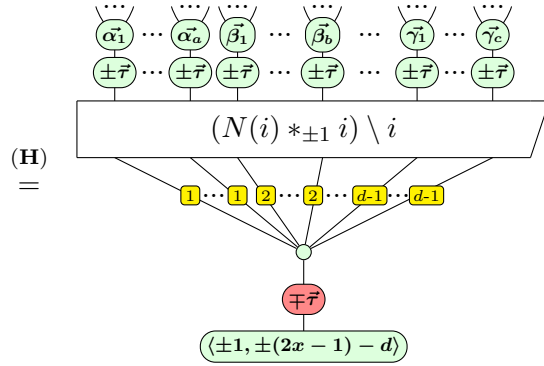 ... ... ... ... ... ...
α⃗₁ ... α⃗ₐ β⃗₁ ... β⃗_b ... γ⃗₁ ... γ⃗_c
±τ⃗ ... ±τ⃗ ±τ⃗ ... ±τ⃗ ... ±τ⃗ ... ±τ⃗
(N(i) *±1 i) \ i
(H)
=
1 ... 1 2 ... 2 ... d-1 ... d-1
∓τ⃗
⟨±1, ±(2x − 1) − d⟩